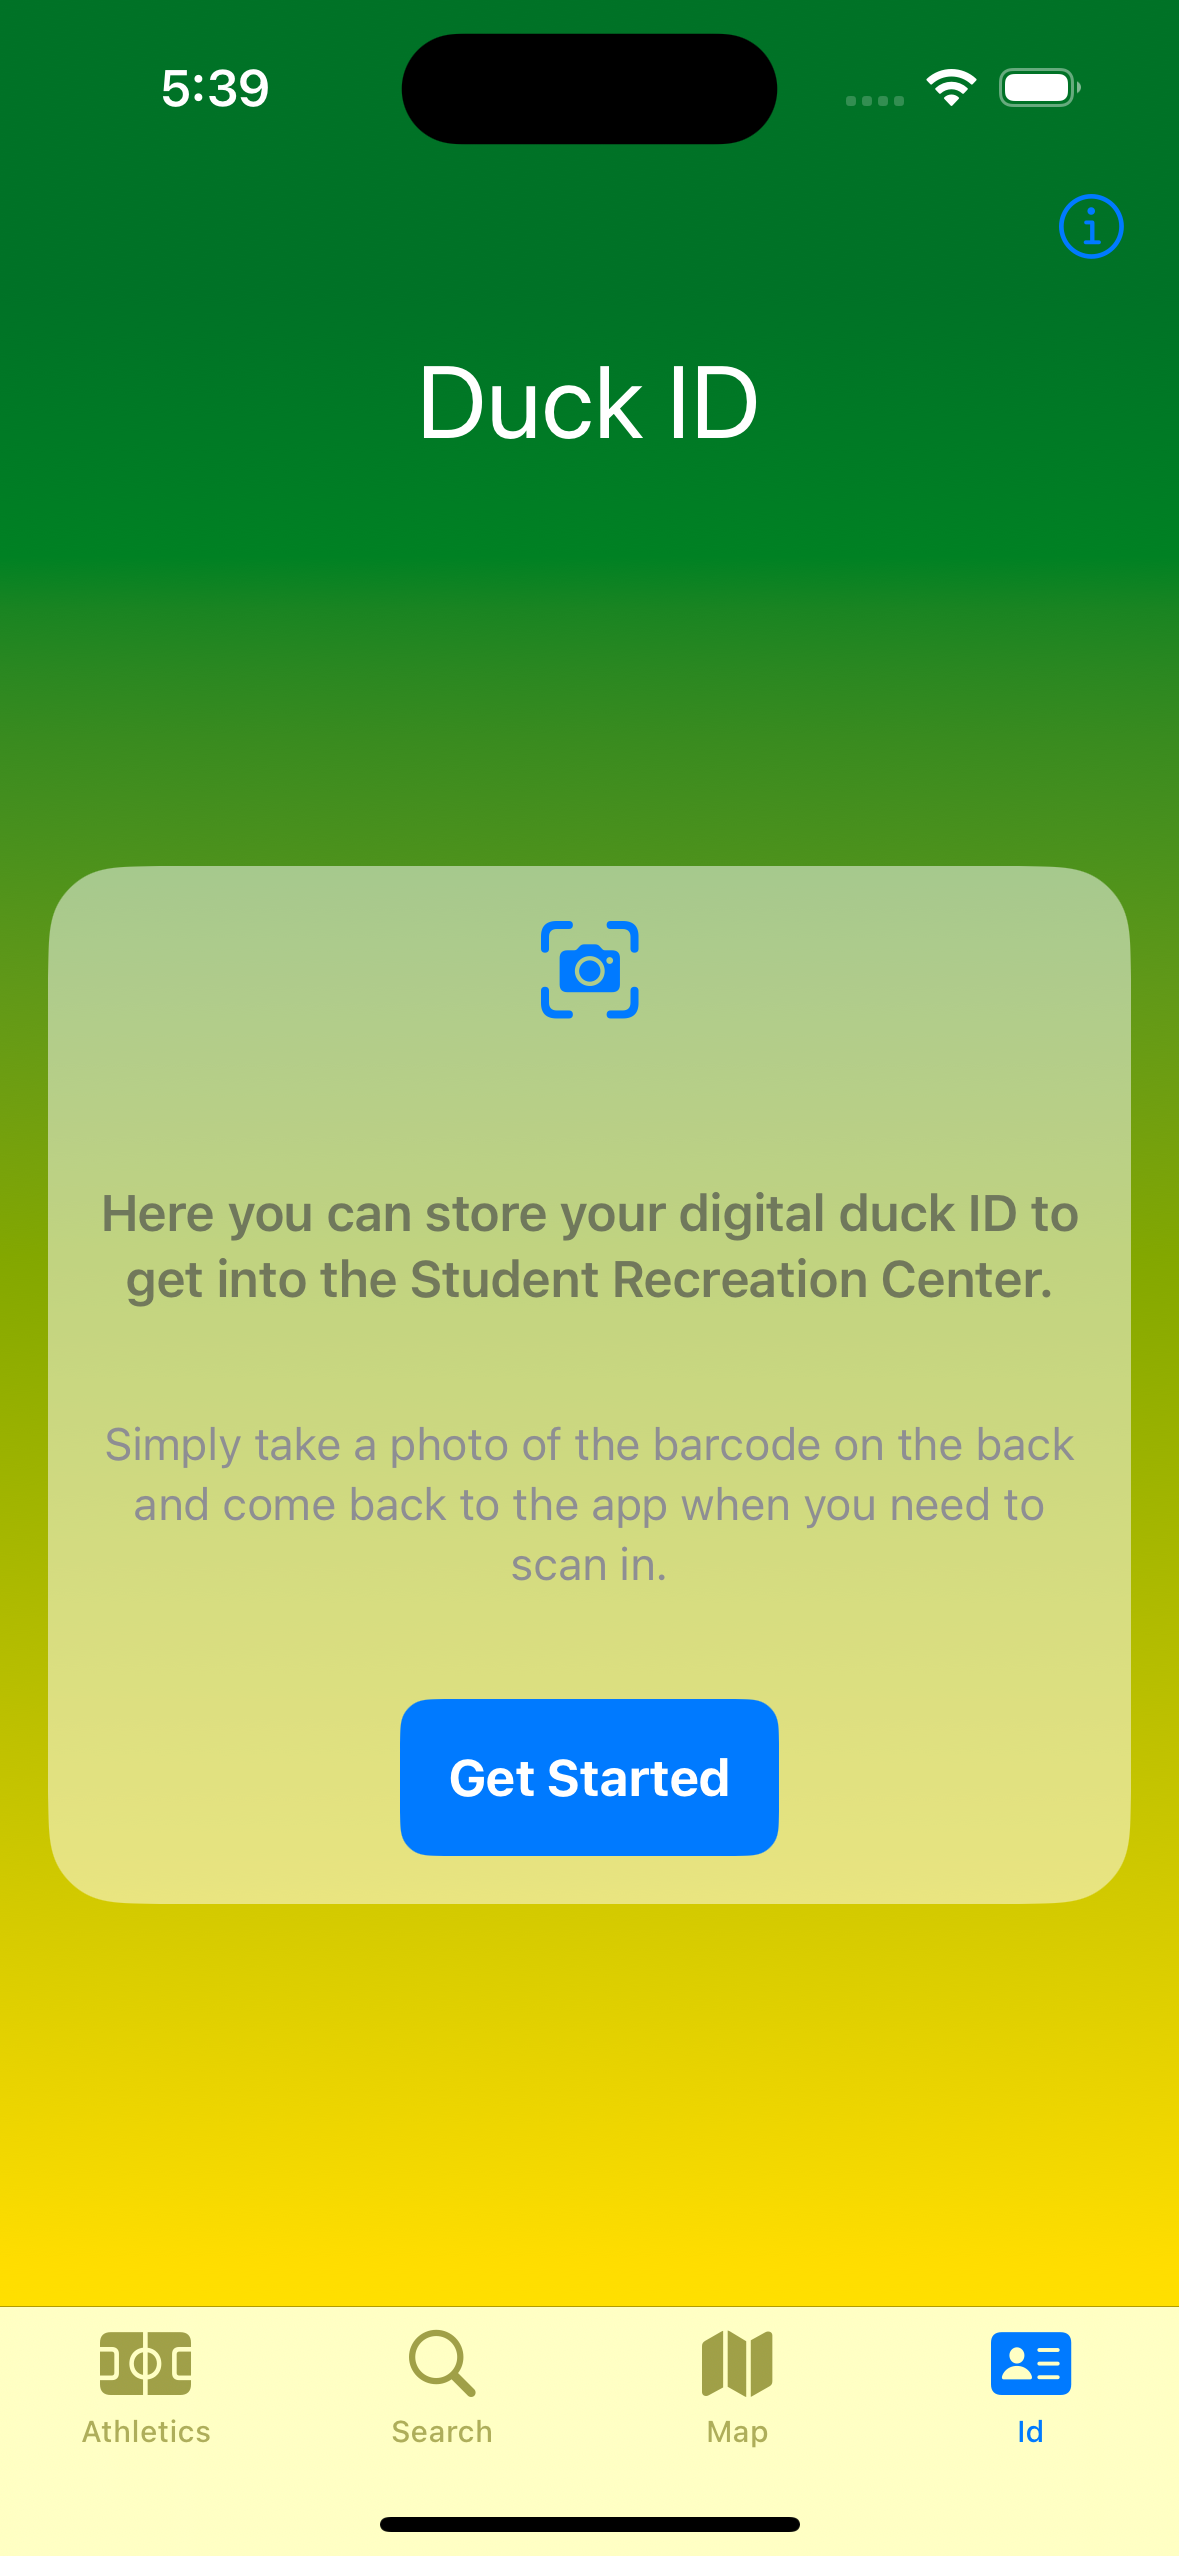 5:39
Duck ID
Here you can store your digital duck ID to
get into the Student Recreation Center.
Simply take a photo of the barcode on the back
and come back to the app when you need to
scan in.
Get Started
Athletics
Search
Map
Id